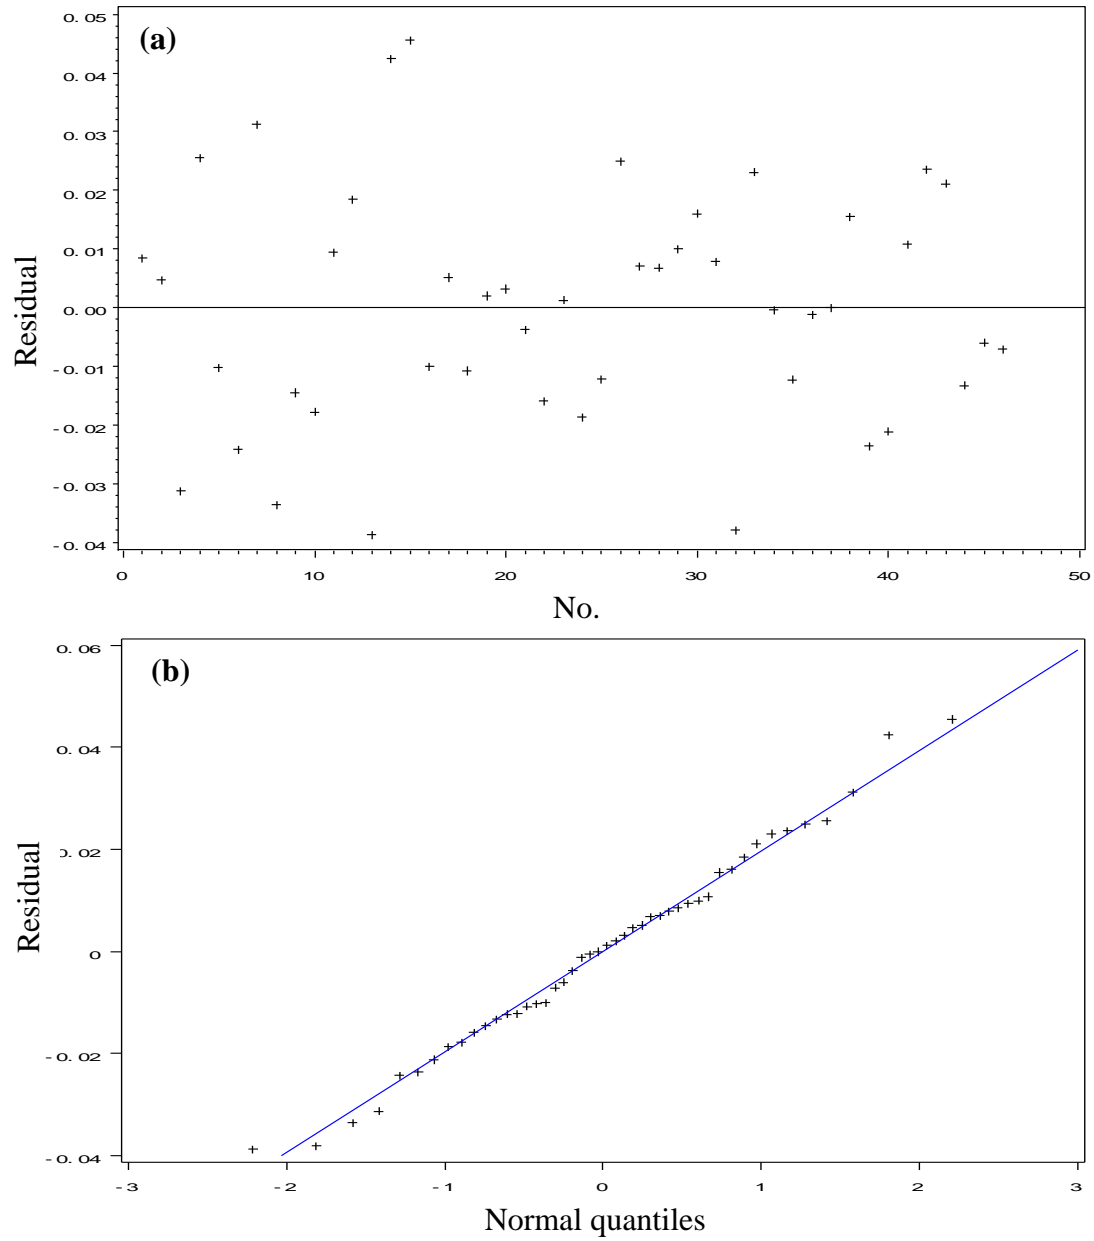 (a)
0. 05
0. 04
0. 03
0. 02
0. 01
0. 00
- 0. 01
- 0. 02
- 0. 03
- 0. 04
Residual
0 10 20 30 40 50
No.
(b)
0. 06
0. 04
0. 02
0
- 0. 02
- 0. 04
Residual
- 3 - 2 - 1 0 1 2 3
Normal quantiles